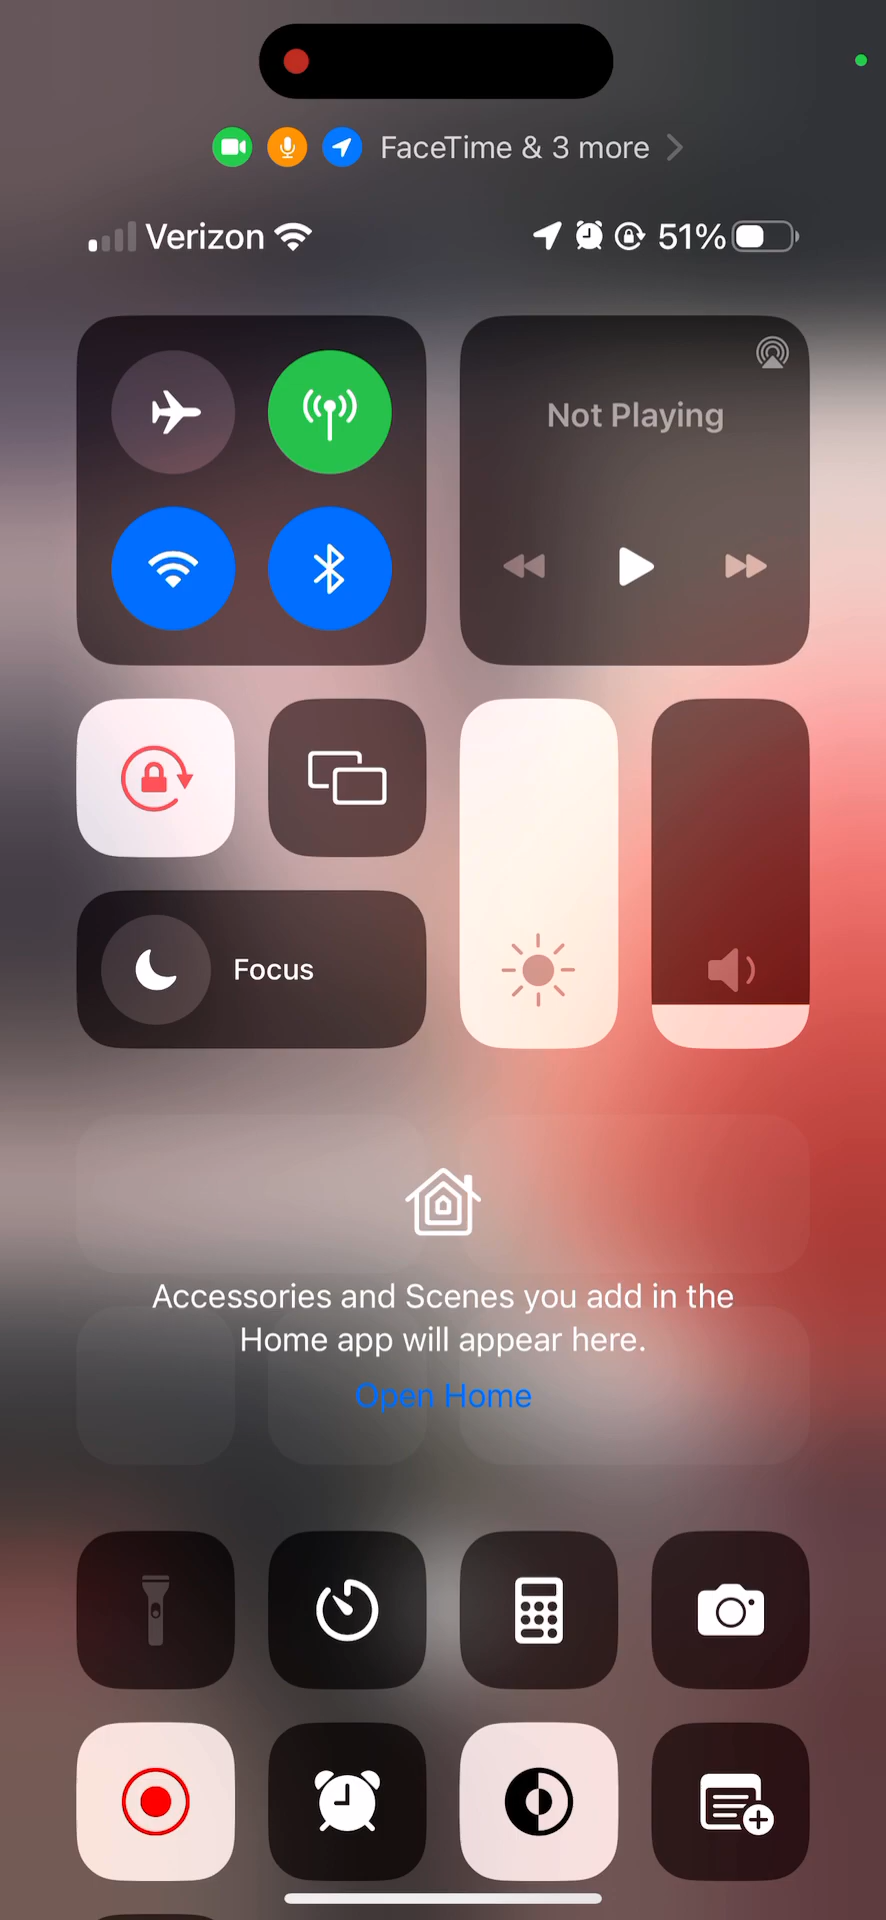 FaceTime & 3 more
Verizon 51%
Not Playing
Focus
Accessories and Scenes you add in the
Home app will appear here.
Open Home